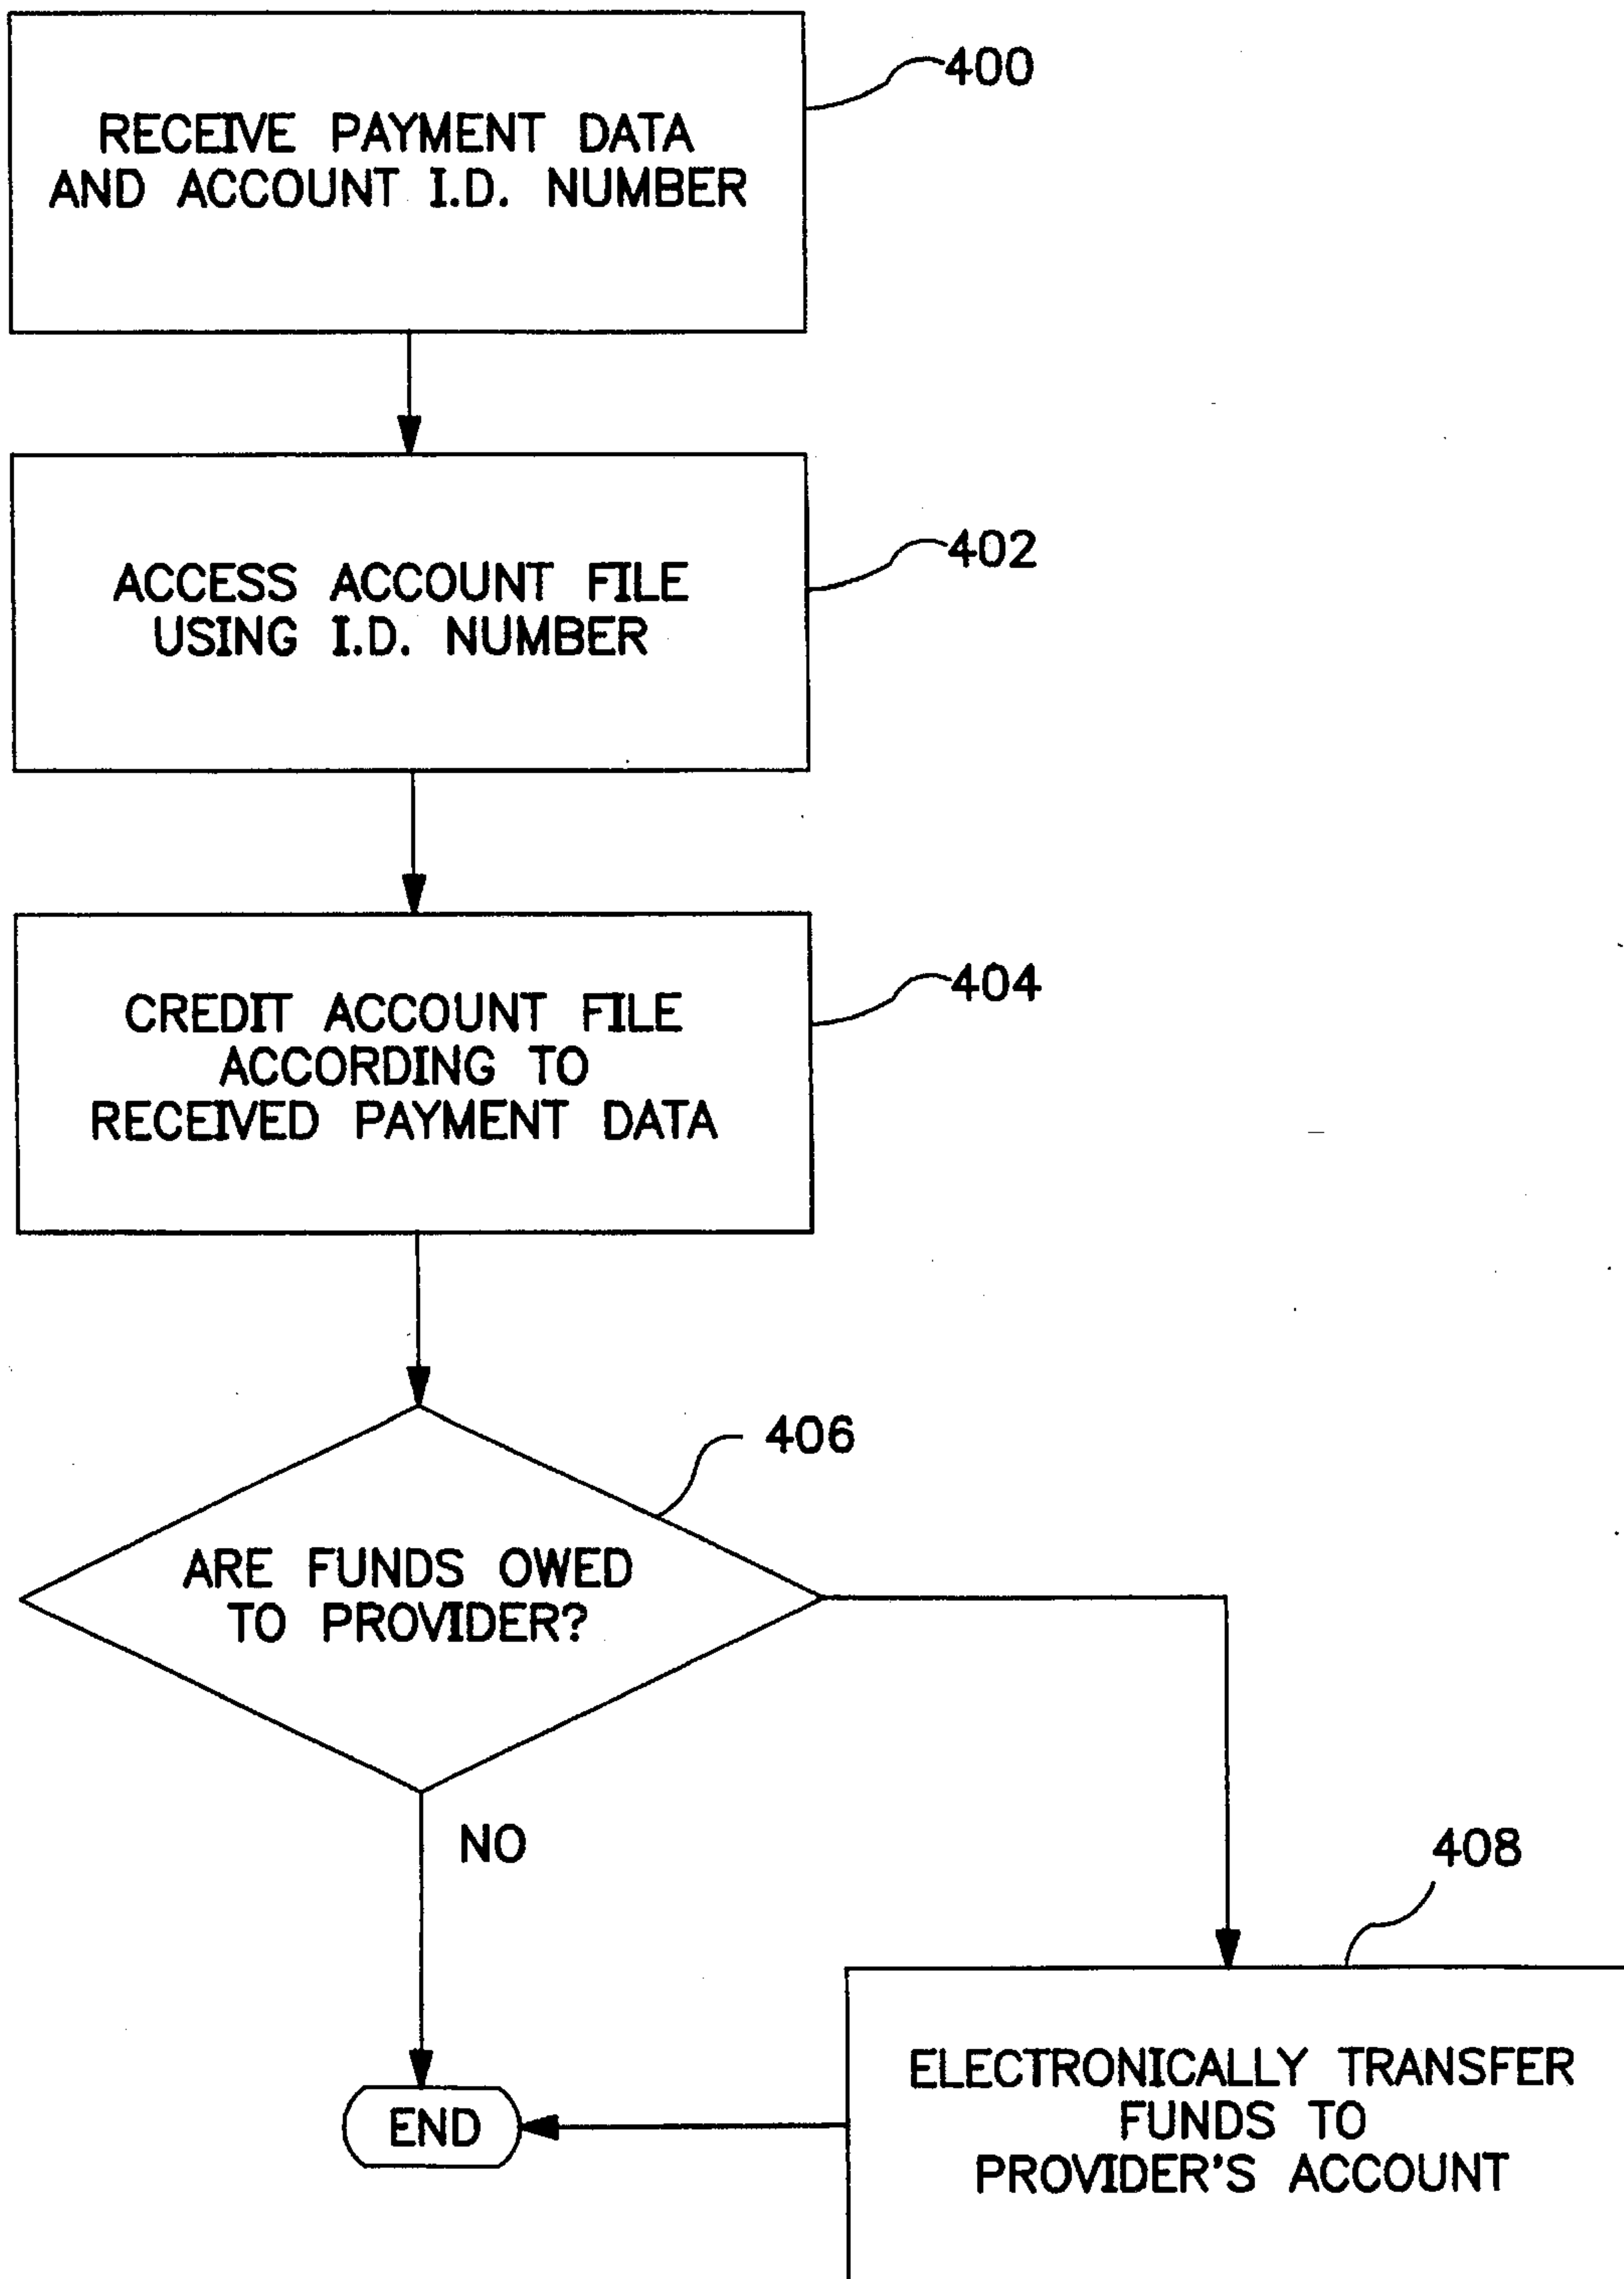 400
RECEIVE PAYMENT DATA
AND ACCOUNT I.D. NUMBER
402
ACCESS ACCOUNT FILE
USING I.D. NUMBER
404
CREDIT ACCOUNT FILE
ACCORDING TO
RECEIVED PAYMENT DATA
406
ARE FUNDS OWED
TO PROVIDER?
NO
408
ELECTRONICALLY TRANSFER
FUNDS TO
PROVIDER'S ACCOUNT
END